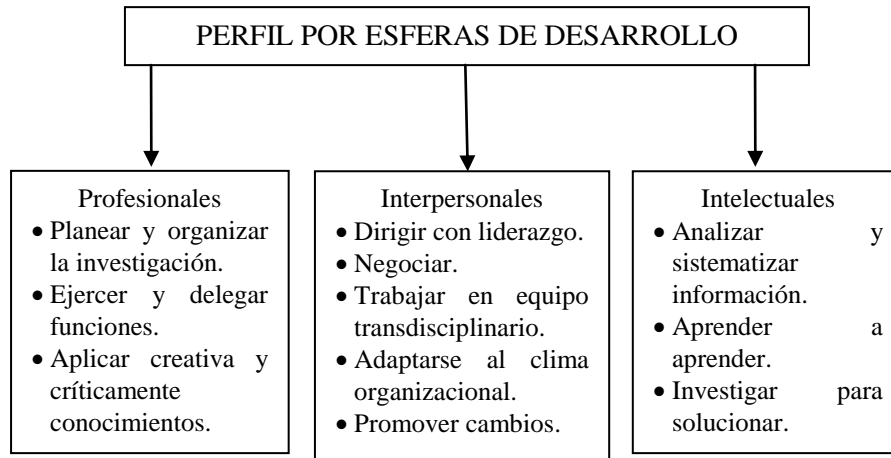 PERFIL POR ESFERAS DE DESARROLLO
Profesionales
• Planear y organizar
la investigación.
• Ejercer y delegar
funciones.
• Aplicar creativa y
críticamente
conocimientos.
Interpersonales
• Dirigir con liderazgo.
• Negociar.
• Trabajar en equipo
transdisciplinario.
• Adaptarse al clima
organizacional.
• Promover cambios.
Intelectuales
• Analizar y
sistematizar
información.
• Aprender a
aprender.
• Investigar para
solucionar.